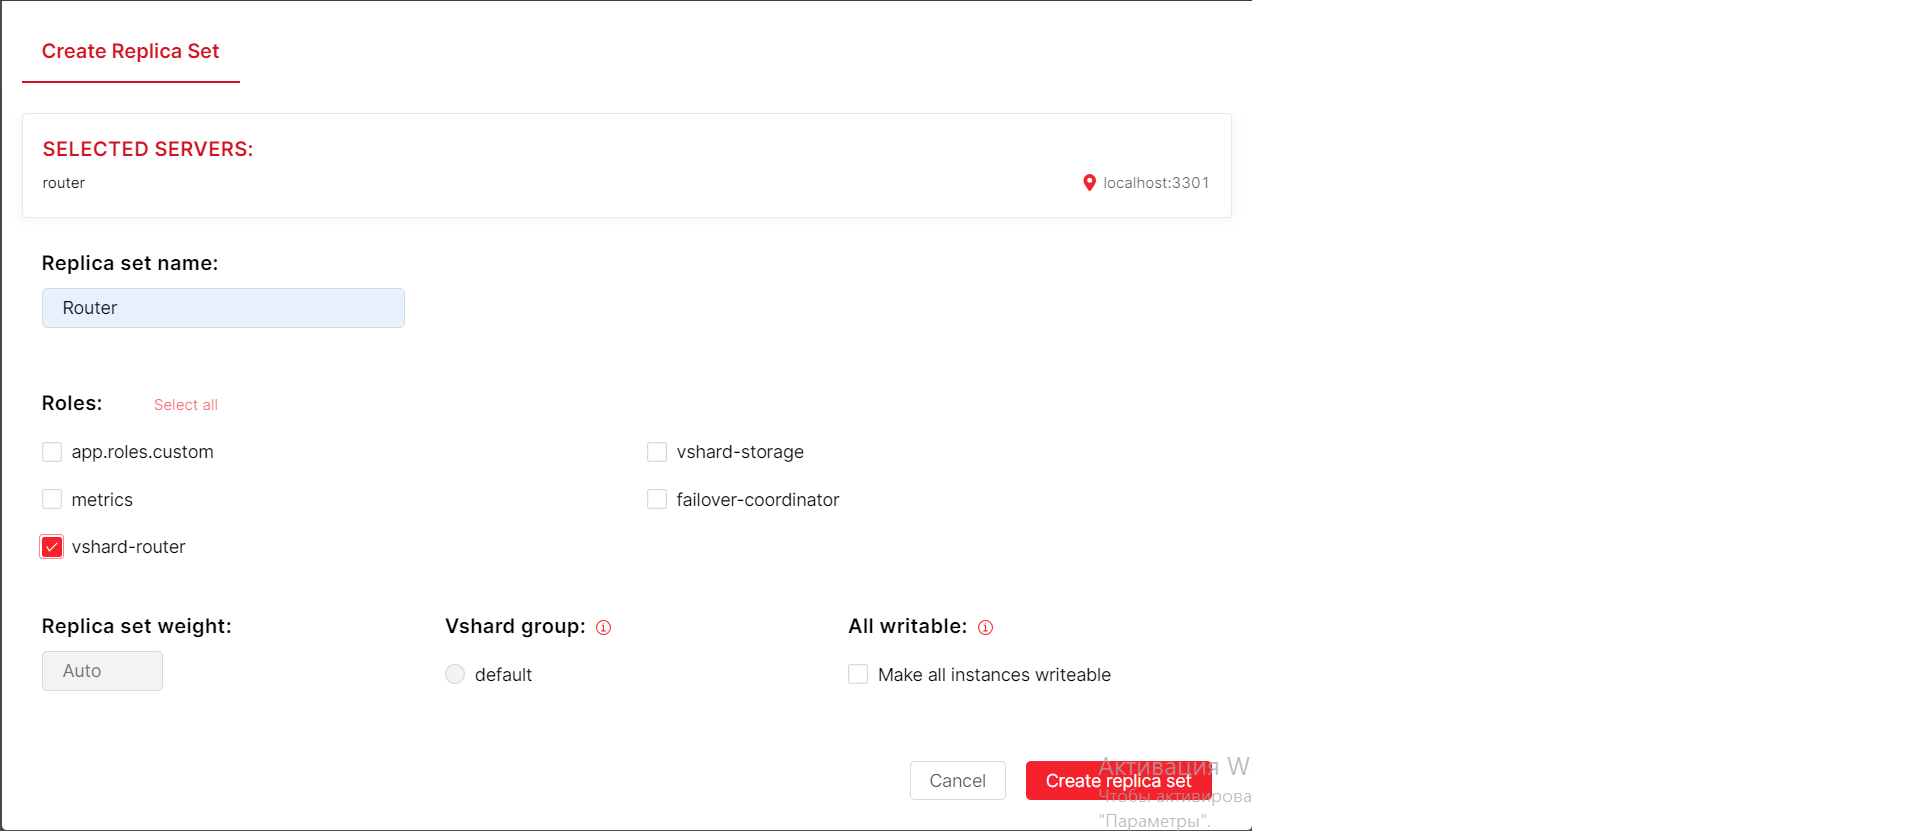 Create Replica Set
SELECTED SERVERS:
router localhost:3301
Replica set name:
Router
Roles: Select all
app.roles.custom vshard-storage
metrics failover-coordinator
vshard-router
Replica set weight: Vshard group: All writable:
Auto default Make all instances writeable
Cancel Create replica set
Активация W
Чтобы активирова
"Параметры".